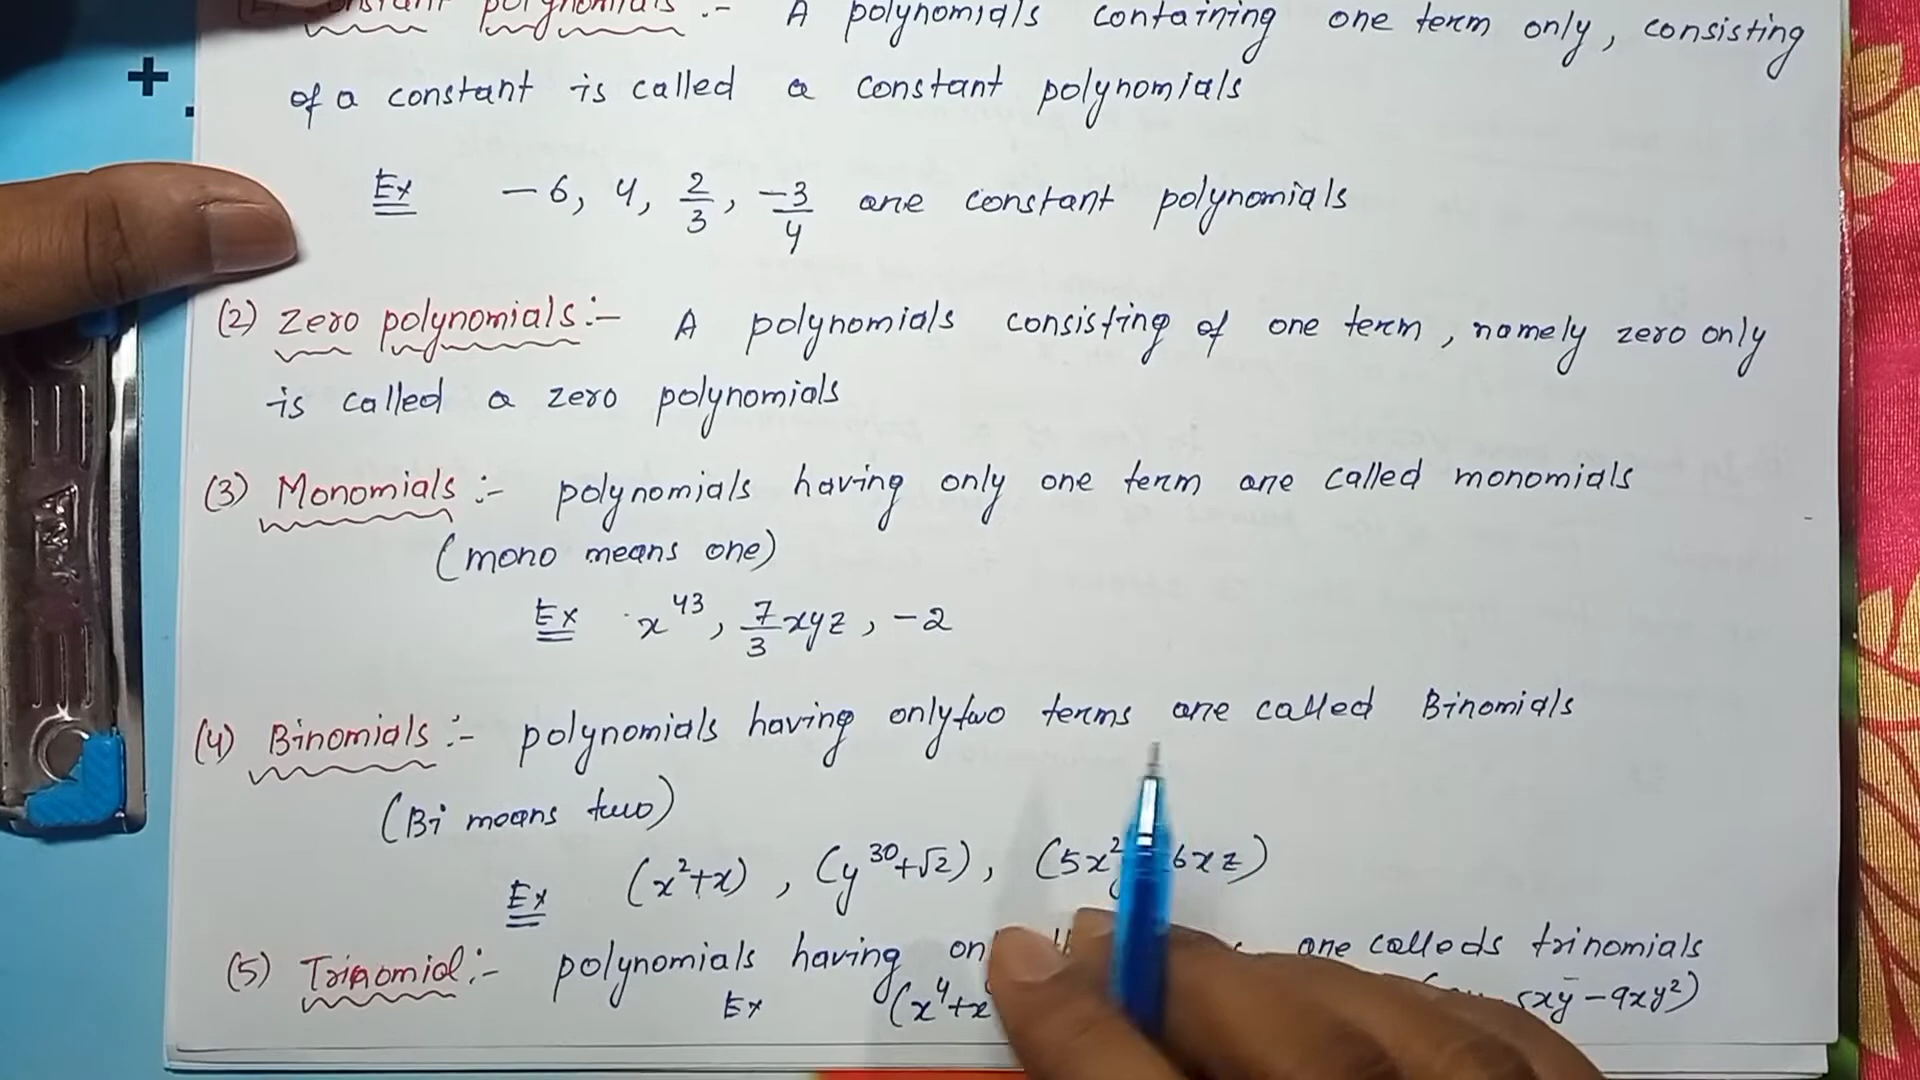 polynomials :- A polynomials containing one term only, consisting
of a constant is called a constant polynomials
Ex -6, 4, 2/3, -3/4 are constant polynomials
(2) Zero polynomials :- A polynomials consisting of one term, namely zero only
is called a zero polynomials
(3) Monomials :- polynomials having only one term are called monomials
(mono means one)
Ex x^43, 7/3 xyz, -2
(4) Binomials :- polynomials having only two terms are called Binomials
(Bi means two)
Ex (x²+x), (y^30+√2), (5x² 6xz)
(5) Trinomial :- polynomials having are calleds trinomials
Ex (x⁴+x 5xy -9xy²)